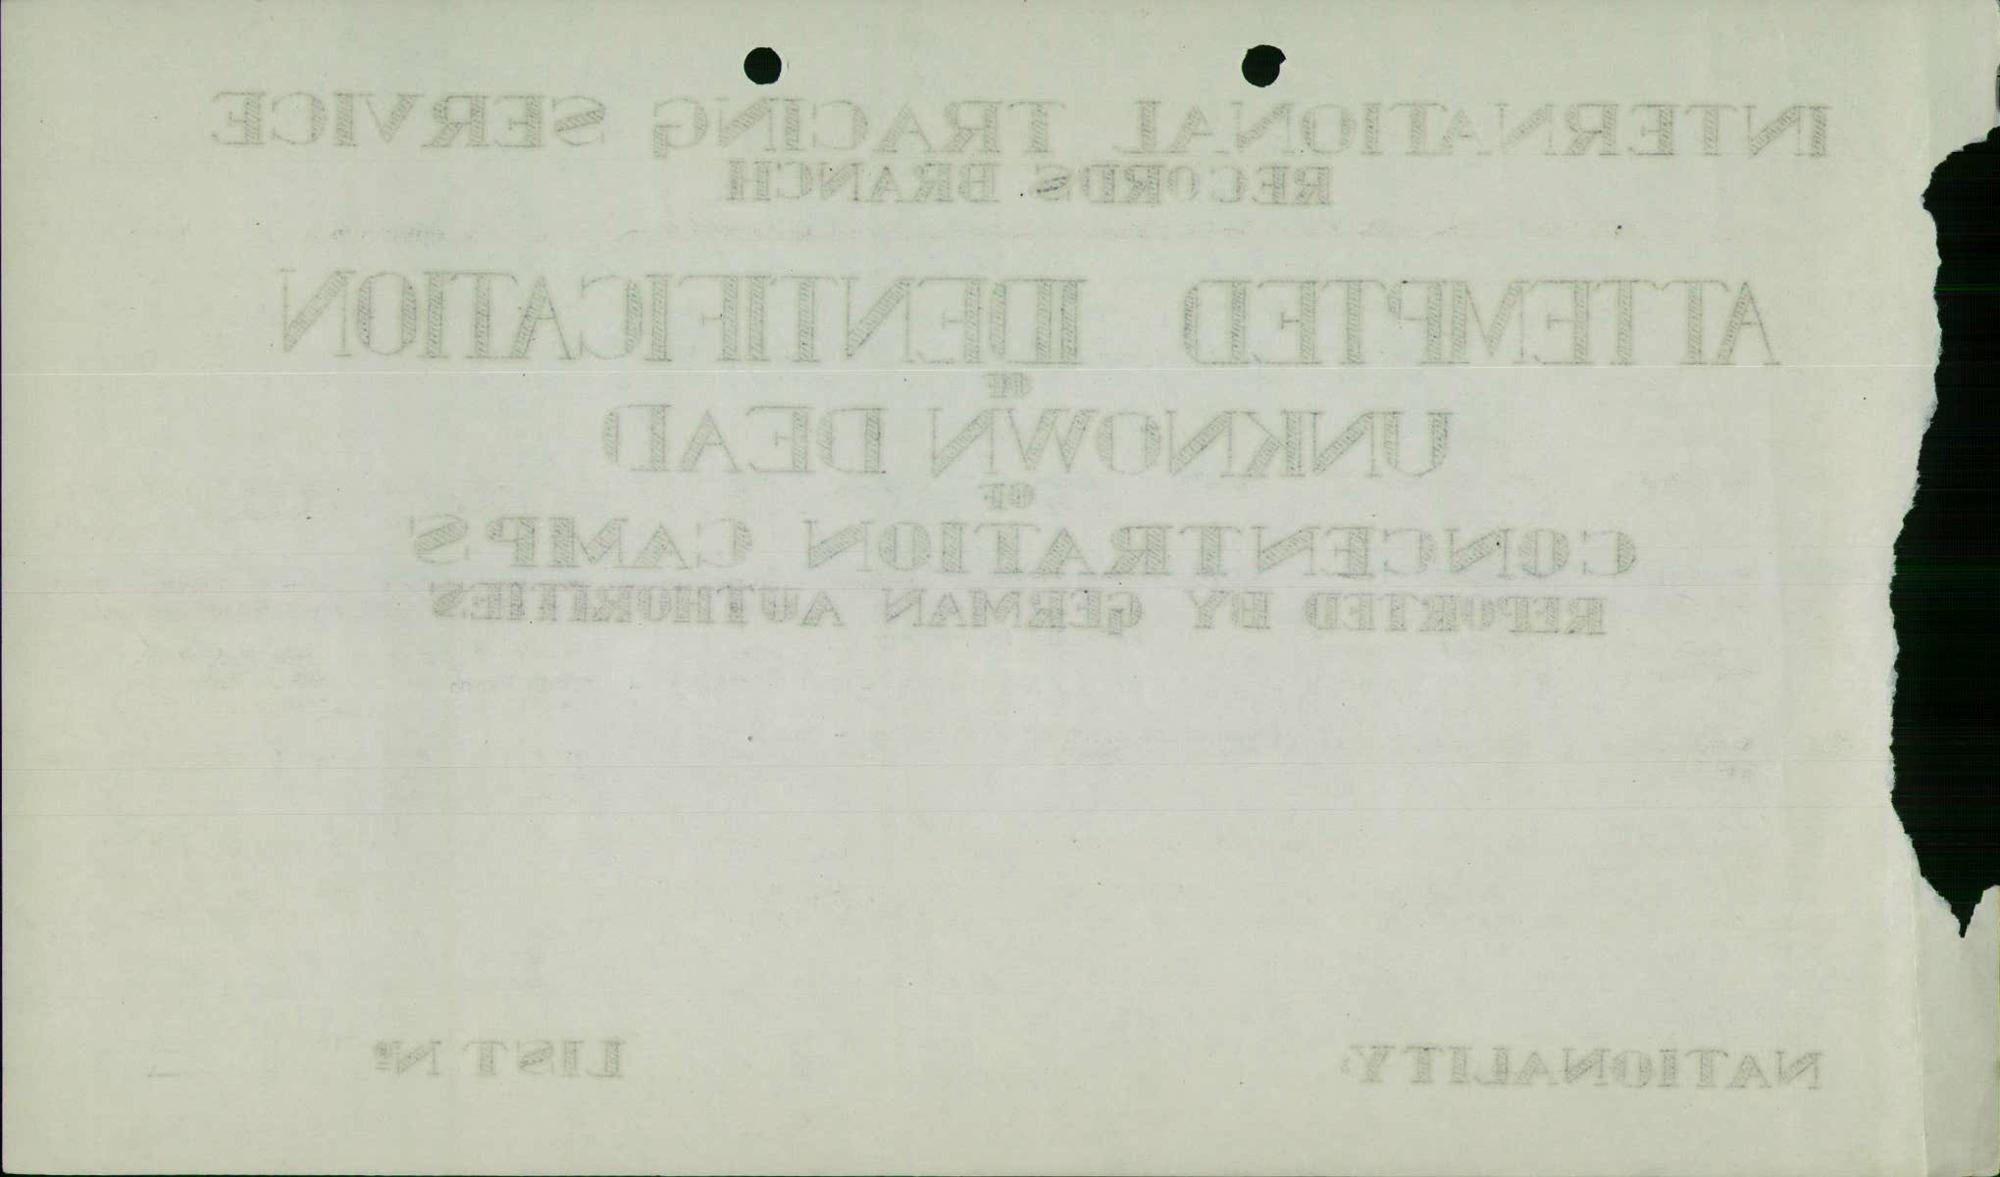 INTERNATIONAL TRACING SERVICE
RECORDS BRANCH
ATTEMPTED IDENTIFICATION
OF
UNKNOWN DEAD
OF
CONCENTRATION CAMPS
REPORTED BY GERMAN AUTHORITIES
NATIONALITY: LIST Nº